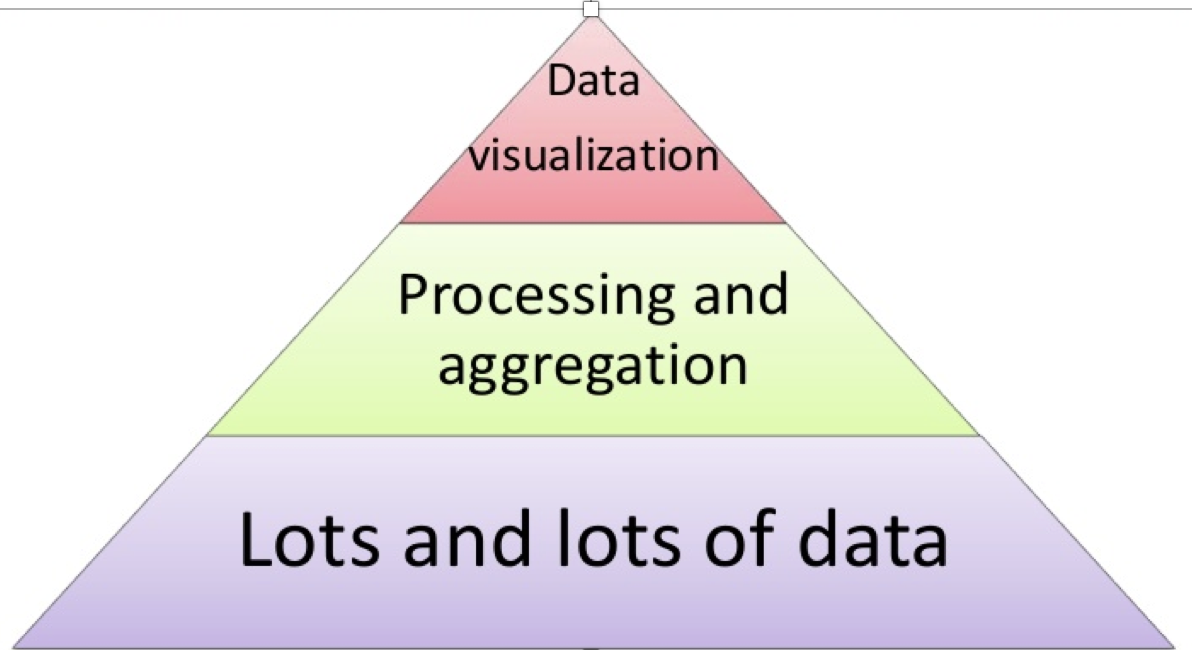 Data
visualization
Processing and
aggregation
Lots and lots of data